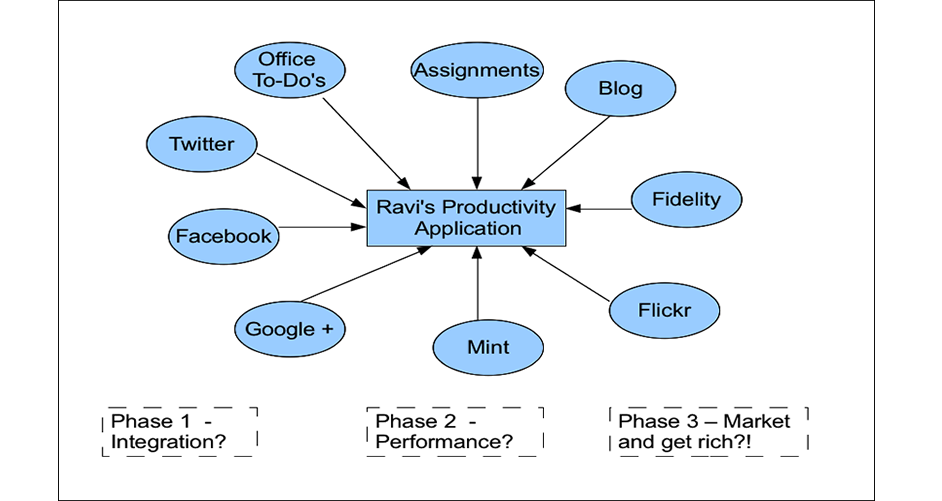 Office
To-Do's
Assignments
Blog
Twitter
Fidelity
Ravi's Productivity
Application
Facebook
Flickr
Google +
Mint
Phase 1 -
Integration?
Phase 2 -
Performance?
Phase 3 – Market
and get rich?!